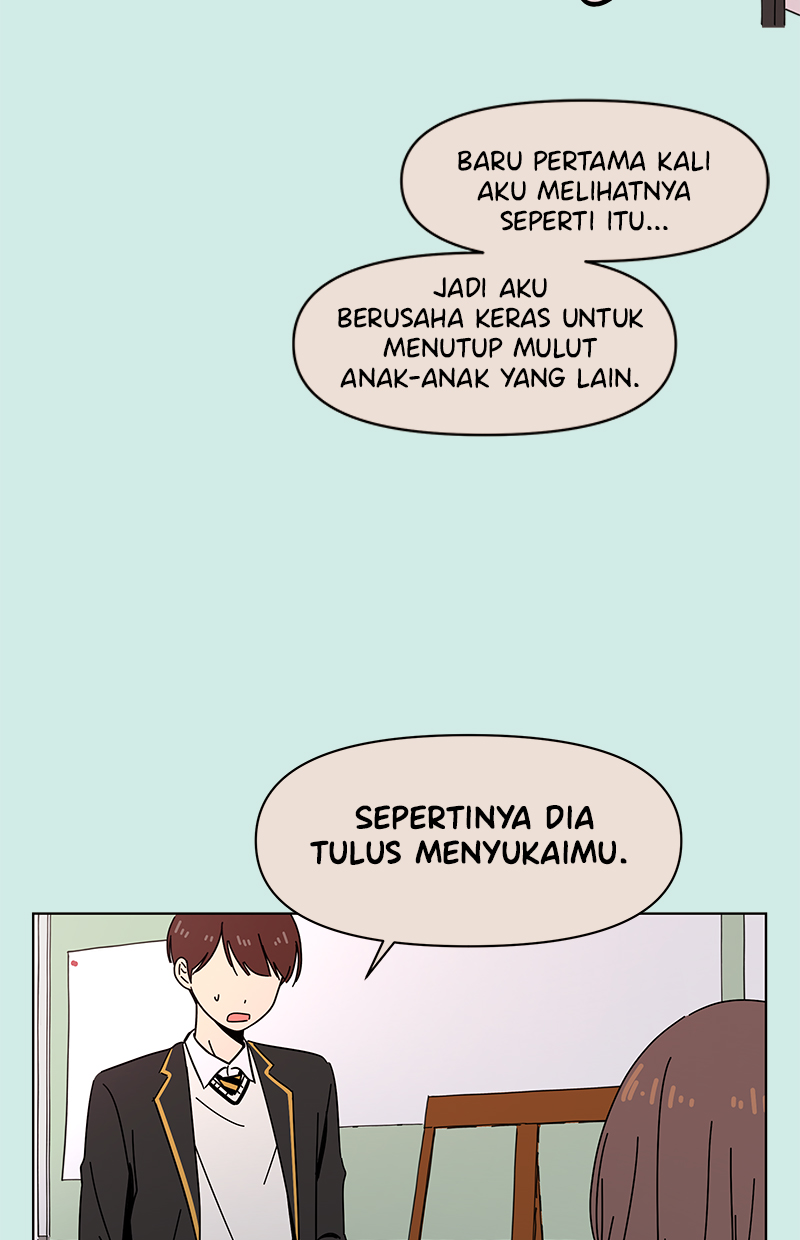 BARU PERTAMA KALI
AKU MELIHATNYA
SEPERTI ITU...
JADI AKU
BERUSAHA KERAS UNTUK
MENUTUP MULUT
ANAK-ANAK YANG LAIN.
SEPERTINYA DIA
TULUS MENYUKAIMU.